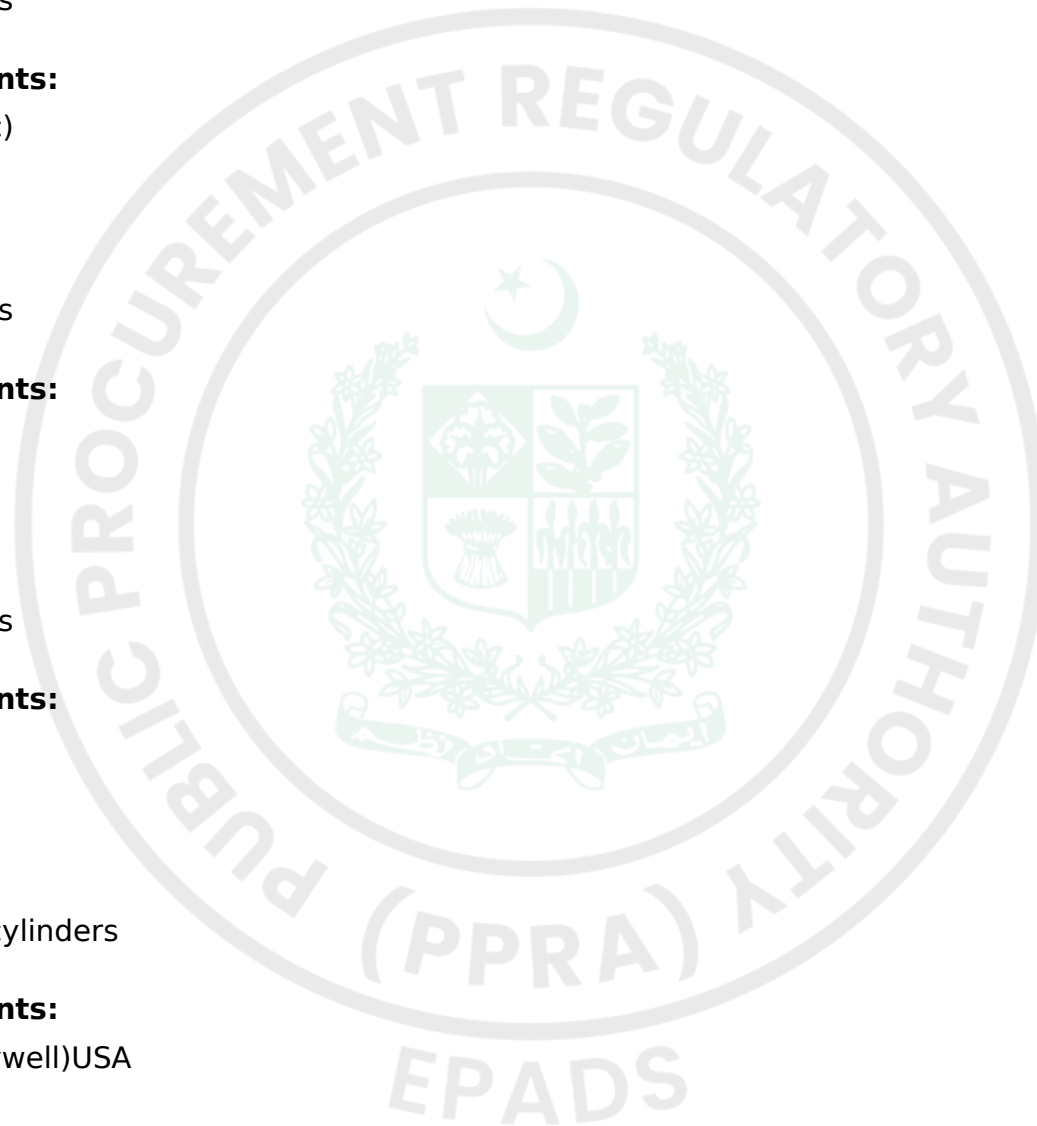 s
nts:
:)
s
nts:
s
nts:
ylinders
nts:
well)USA
PUBLIC PROCUREMENT REGULATORY AUTHORITY
(PPRA)
EPADS